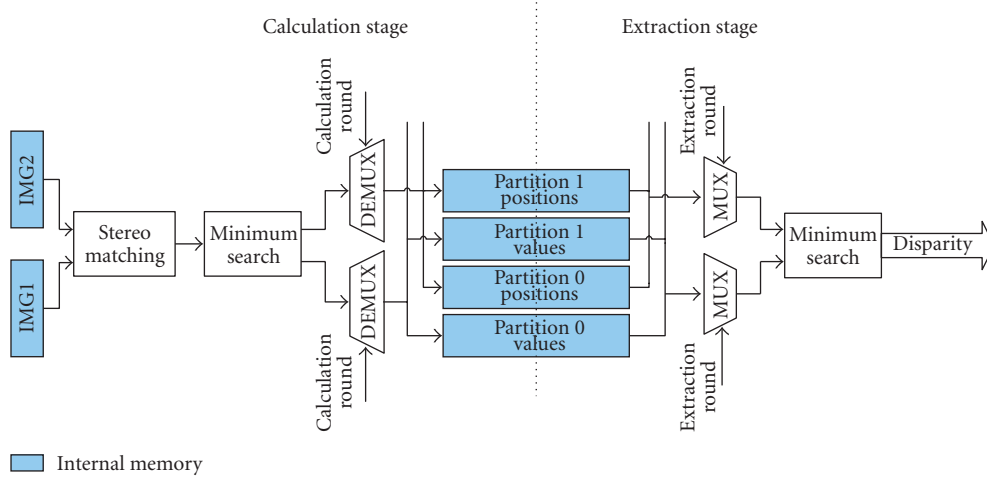 Calculation stage
Extraction stage
Calculation
round
Extraction
round
IMG2
IMG1
Stereo
matching
Minimum
search
DEMUX
DEMUX
Partition 1
positions
Partition 1
values
Partition 0
positions
Partition 0
values
MUX
MUX
Minimum
search
Disparity
Calculation
round
Extraction
round
Internal memory